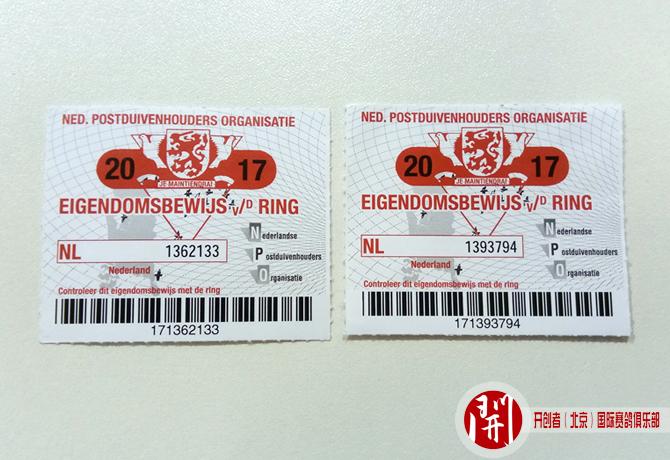 NED. POSTDUIVENHOUDERS ORGANISATIE
20 17
JE MAINTIENDRAI
EIGENDOMSBEWIJS v/D RING
NL 1362133
Nederland
Nederlandse
Postduivenhouders
Organisatie
Controleer dit eigendomsbewijs met de ring
171362133
NED. POSTDUIVENHOUDERS ORGANISATIE
20 17
JE MAINTIENDRAI
EIGENDOMSBEWIJS v/D RING
NL 1393794
Nederland
Nederlandse
Postduivenhouders
Organisatie
Controleer dit eigendomsbewijs met de ring
171393794
開
开创者（北京）国际赛鸽俱乐部